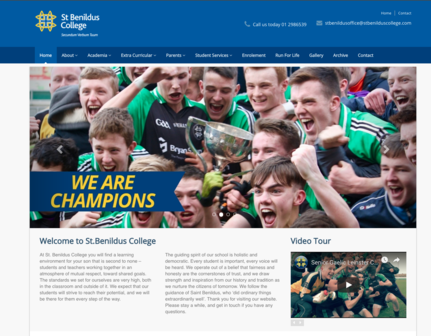 St Benildus
College
Home | Contact
Call us today 01 2986539
stbenildusoffice@stbenilduscollege.com
Home About Academia Extra Curricular Parents Student Services Enrolement Run For Life Gallery Archive Contact
WE ARE
CHAMPIONS
Welcome to St.Benildus College
At St. Benildus College you will find a learning
environment for your son that is second to none –
students and teachers working together in an
atmosphere of mutual respect, toward shared goals.
The standards we set for ourselves are very high, both
in the classroom and outside of it. We expect that our
students will strive to reach their potential, and we will
be there for them every step of the way.
The guiding spirit of our school is holistic and
democratic. Every student is important, every voice will
be heard. We operate out of a belief that fairness and
honesty are the cornerstones of trust, and we draw
strength and inspiration from our history and tradition as
we nurture the citizens of tomorrow. We follow the
guidance of Saint Benildus, who 'did ordinary things
extraordinarily well'. Thank you for visiting our website.
Please stay a while, and get in touch if you have any
questions.
Video Tour
Senior Gaelic Leinster C...